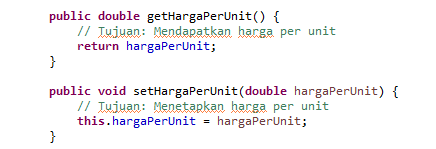 public double getHargaPerUnit() {
// Tujuan: Mendapatkan harga per unit
return hargaPerUnit;
}
public void setHargaPerUnit(double hargaPerUnit) {
// Tujuan: Menetapkan harga per unit
this.hargaPerUnit = hargaPerUnit;
}